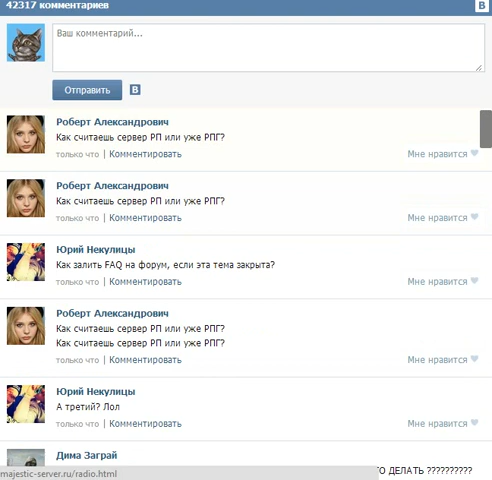 42317 комментариев
B
Ваш комментарий...
Отправить
B
Роберт Александрович
Как считаешь сервер РП или уже РПГ?
только что | Комментировать
Мне нравится
Роберт Александрович
Как считаешь сервер РП или уже РПГ?
только что | Комментировать
Мне нравится
Юрий Некулицы
Как залить FAQ на форум, если эта тема закрыта?
только что | Комментировать
Мне нравится
Роберт Александрович
Как считаешь сервер РП или уже РПГ?
Как считаешь сервер РП или уже РПГ?
только что | Комментировать
Мне нравится
Юрий Некулицы
А третий? Лол
только что | Комментировать
Мне нравится
Дима Заграй
ДЕЛАТЬ ??????????
majestic-server.ru/radio.html